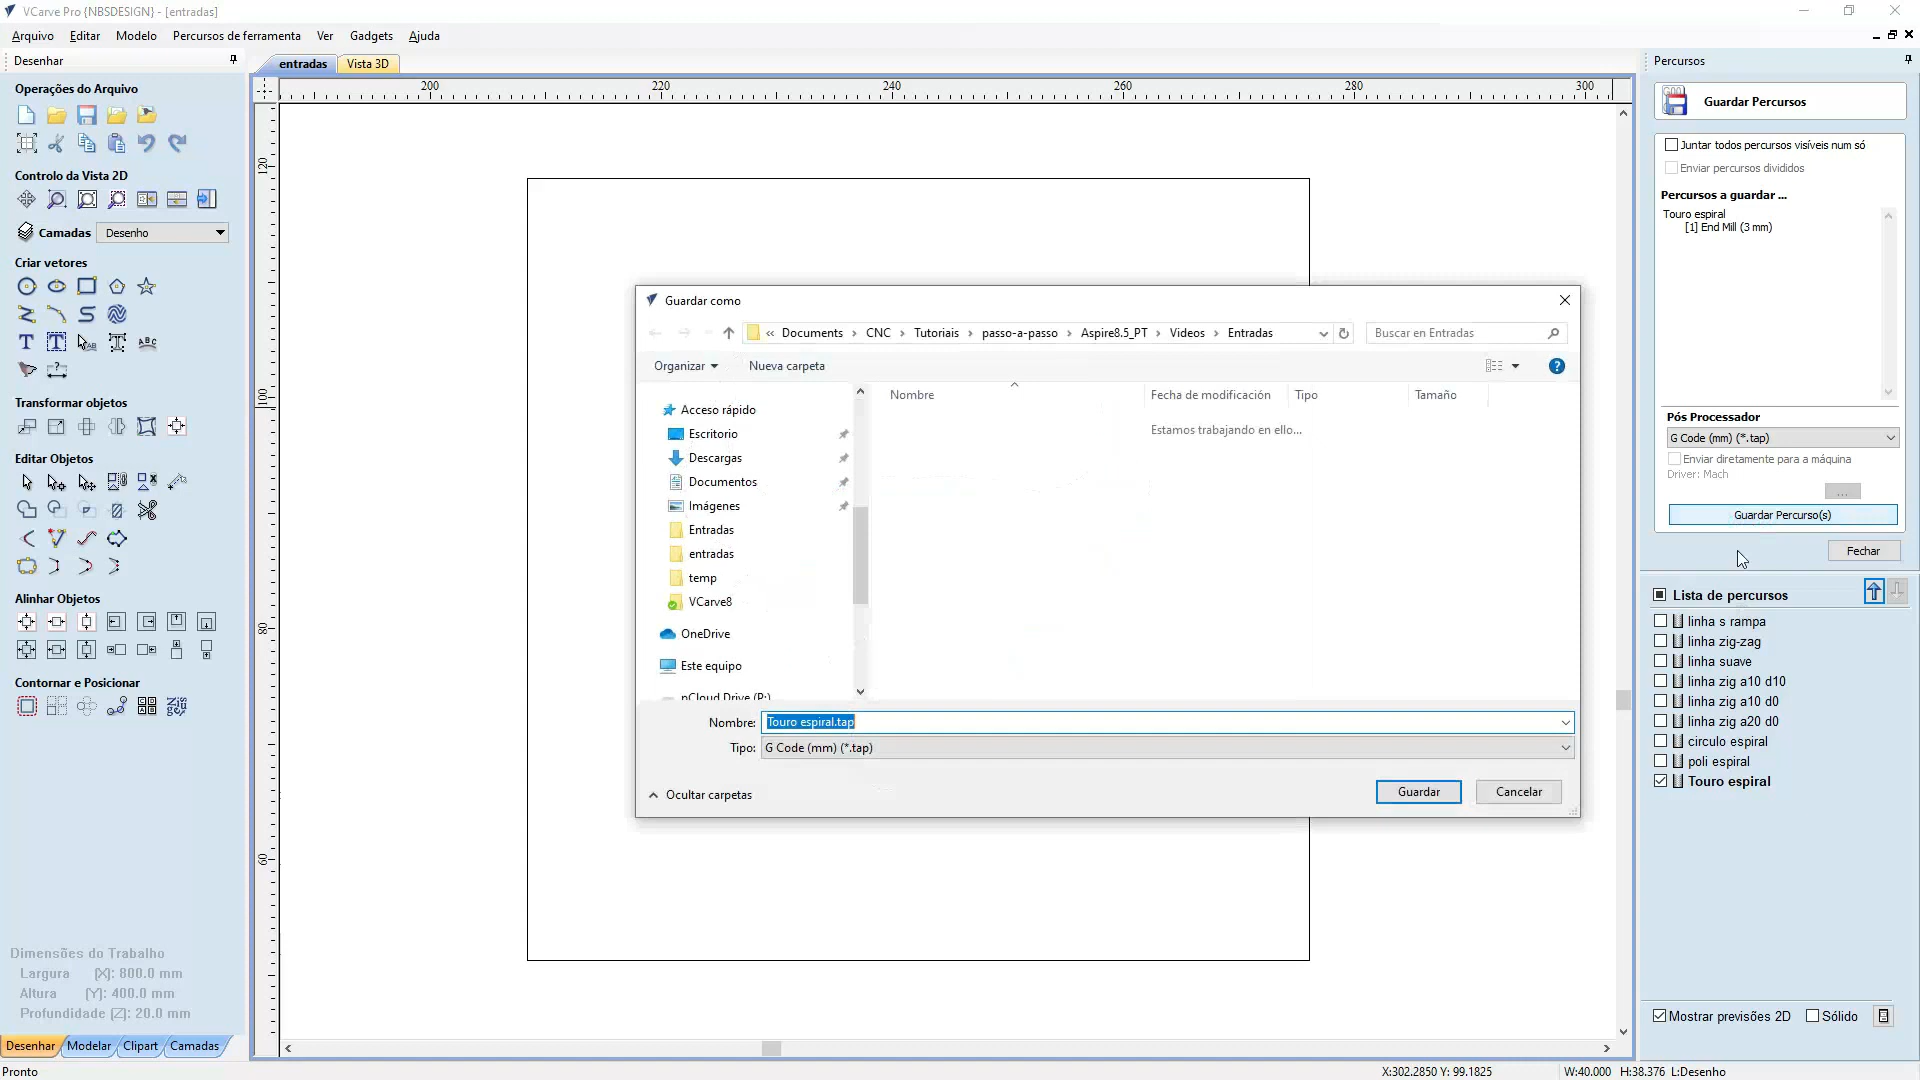 VCarve Pro {NBSDESIGN} - [entradas]
Arquivo Editar Modelo Percursos de ferramenta Ver Gadgets Ajuda
Desenhar
Operações do Arquivo
Controlo da Vista 2D
Camadas Desenho
Criar vetores
Transformar objetos
Editar Objetos
Alinhar Objetos
Contornar e Posicionar
Dimensões do Trabalho
Largura (X): 800.0 mm
Altura (Y): 400.0 mm
Profundidade (Z): 20.0 mm
Desenhar Modelar Clipart Camadas
Pronto
entradas Vista 3D
200 220 240 260 280 300
120
100
80
60
Guardar como
« Documents › CNC › Tutoriais › passo-a-passo › Aspire8.5_PT › Videos › Entradas
Buscar en Entradas
Organizar Nueva carpeta
Nombre Fecha de modificación Tipo Tamaño
Estamos trabajando en ello...
Acceso rápido
Escritorio
Descargas
Documentos
Imágenes
Entradas
entradas
temp
VCarve8
OneDrive
Este equipo
pCloud Drive (P:)
Nombre: Touro espiral.tap
Tipo: G Code (mm) (*.tap)
Ocultar carpetas
Guardar Cancelar
Percursos
Guardar Percursos
Juntar todos percursos visíveis num só
Enviar percursos divididos
Percursos a guardar ...
Touro espiral
[1] End Mill (3 mm)
Pós Processador
G Code (mm) (*.tap)
Enviar diretamente para a máquina
Driver: Mach
...
Guardar Percurso(s)
Fechar
Lista de percursos
linha s rampa
linha zig-zag
linha suave
linha zig a10 d10
linha zig a10 d0
linha zig a20 d0
circulo espiral
poli espiral
Touro espiral
Mostrar previsões 2D Sólido
X:302.2850 Y: 99.1825 W:40.000 H:38.376 L:Desenho